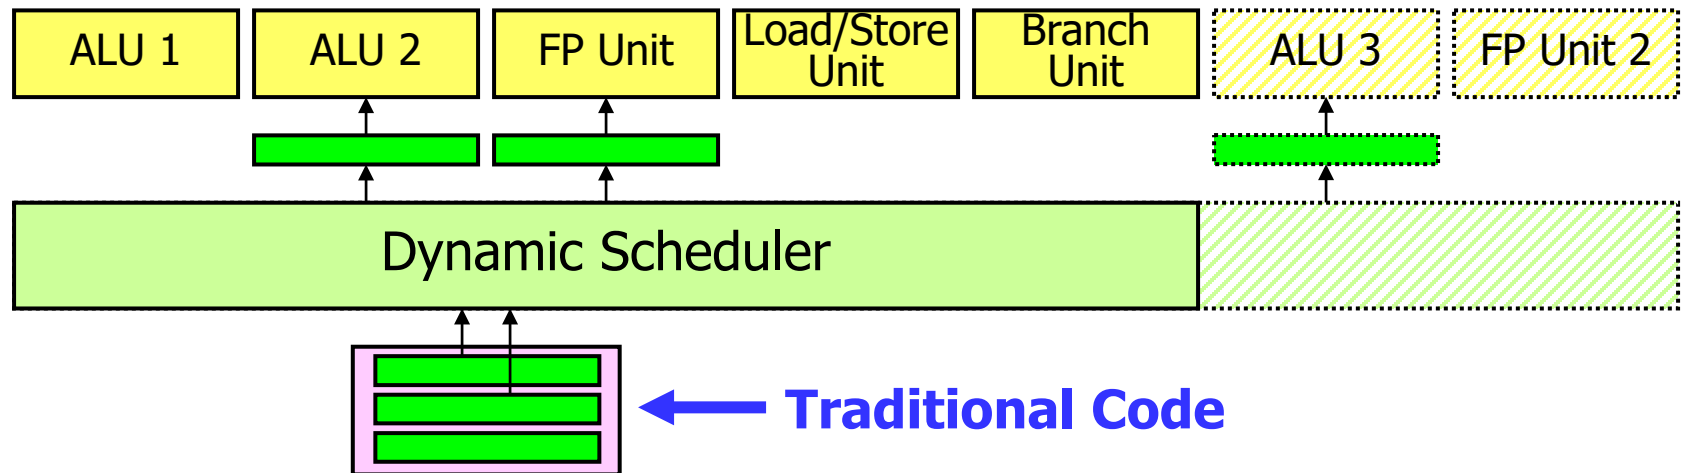 ALU 1
ALU 2
FP Unit
Load/Store
Unit
Branch
Unit
ALU 3
FP Unit 2
Dynamic Scheduler
Traditional Code